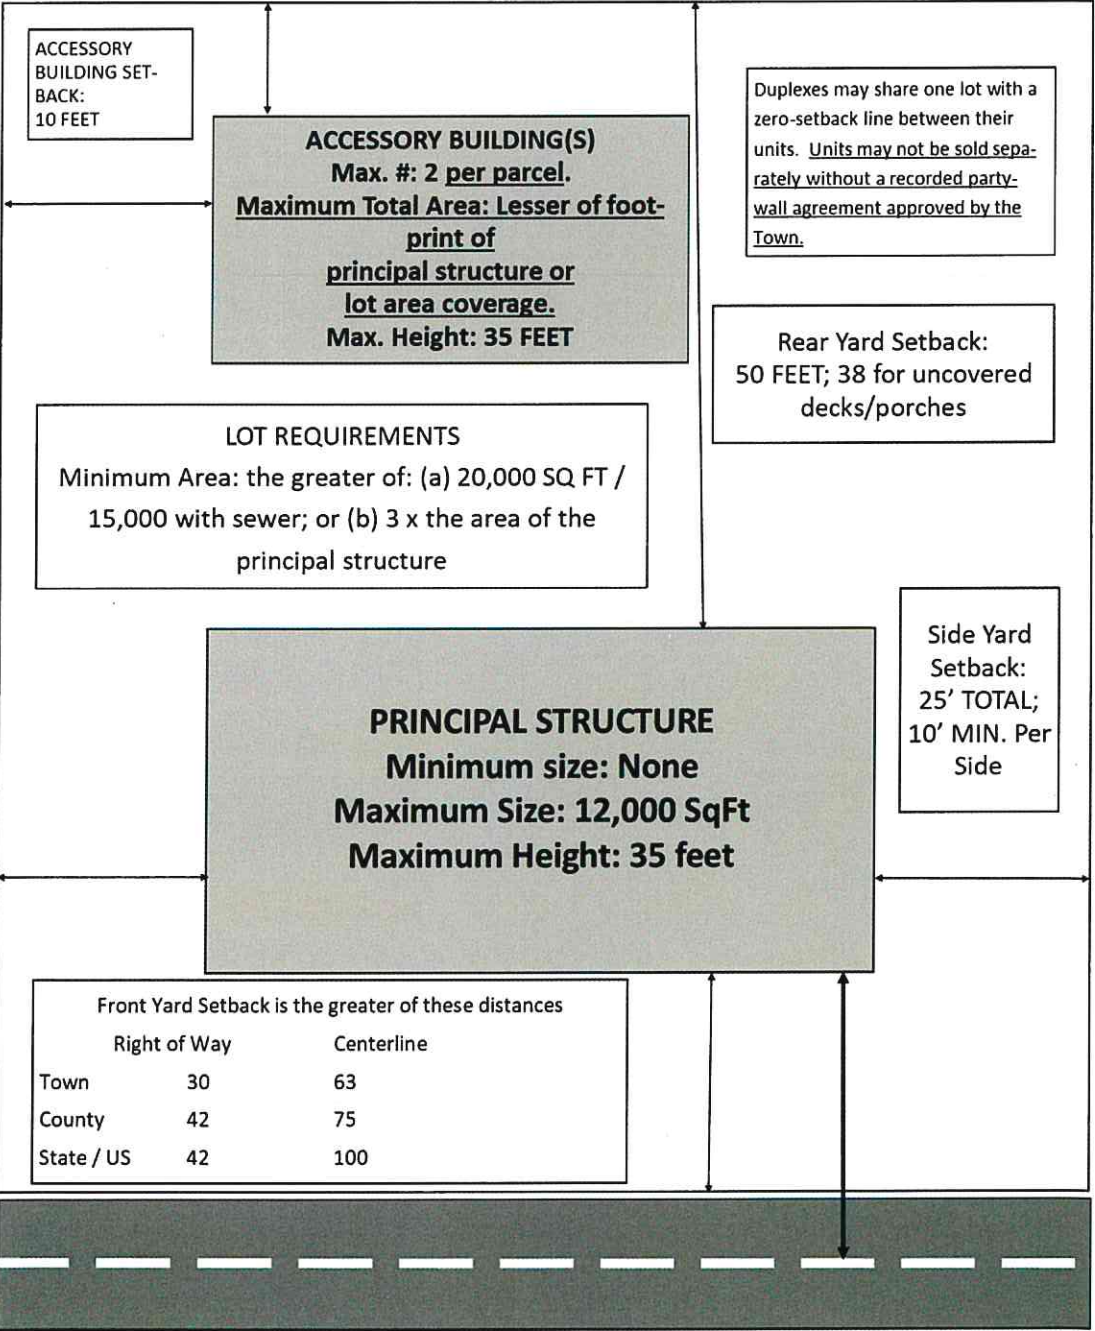 ACCESSORY
BUILDING SET-
BACK:
10 FEET
ACCESSORY BUILDING(S)
Max. #: 2 per parcel.
Maximum Total Area: Lesser of foot-
print of
principal structure or
lot area coverage.
Max. Height: 35 FEET
Duplexes may share one lot with a
zero-setback line between their
units. Units may not be sold sepa-
rately without a recorded party-
wall agreement approved by the
Town.
Rear Yard Setback:
50 FEET; 38 for uncovered
decks/porches
LOT REQUIREMENTS
Minimum Area: the greater of: (a) 20,000 SQ FT /
15,000 with sewer; or (b) 3 x the area of the
principal structure
Side Yard
Setback:
25’ TOTAL;
10’ MIN. Per
Side
PRINCIPAL STRUCTURE
Minimum size: None
Maximum Size: 12,000 SqFt
Maximum Height: 35 feet
Front Yard Setback is the greater of these distances
Right of Way Centerline
Town 30 63
County 42 75
State / US 42 100